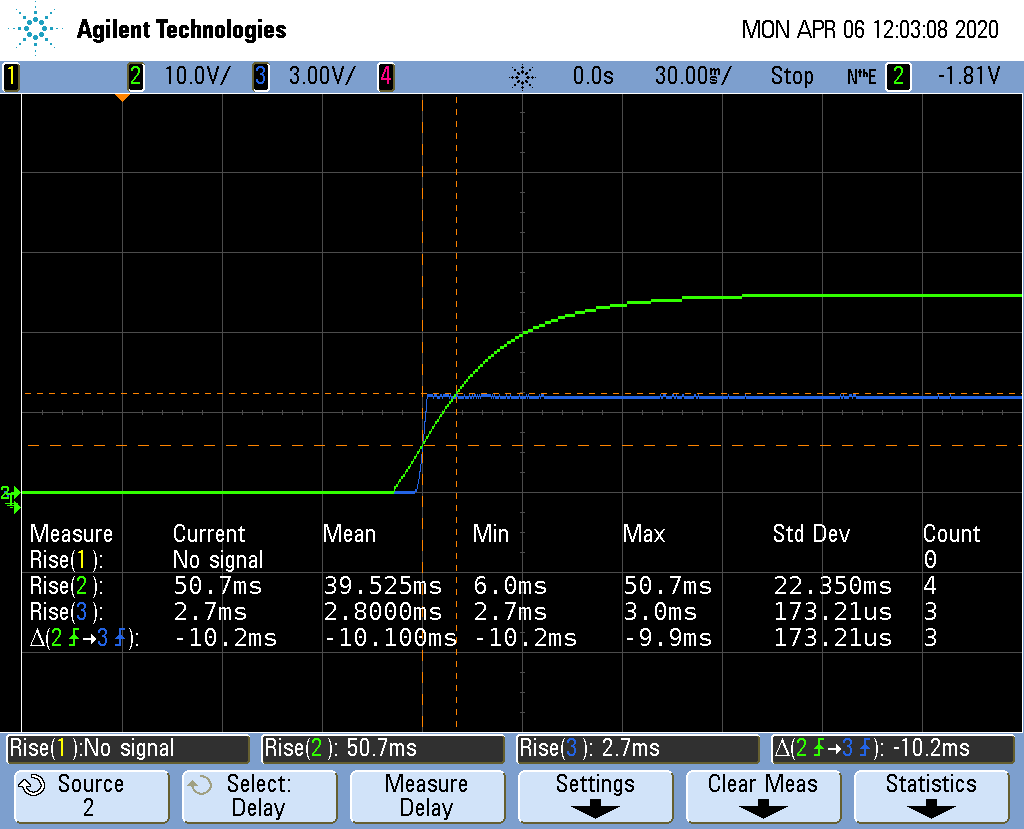 Agilent Technologies MON APR 06 12:03:08 2020
1 2 10.0V/ 3 3.00V/ 4 0.0s 30.00ms/ Stop NthE 2 -1.81V
2
Measure Current Mean Min Max Std Dev Count
Rise(1): No signal 0
Rise(2): 50.7ms 39.525ms 6.0ms 50.7ms 22.350ms 4
Rise(3): 2.7ms 2.8000ms 2.7ms 3.0ms 173.21us 3
Δ(2→3): -10.2ms -10.100ms -10.2ms -9.9ms 173.21us 3
Rise(1):No signal Rise(2): 50.7ms Rise(3): 2.7ms Δ(2→3): -10.2ms
Source Select: Measure Settings Clear Meas Statistics
2 Delay Delay